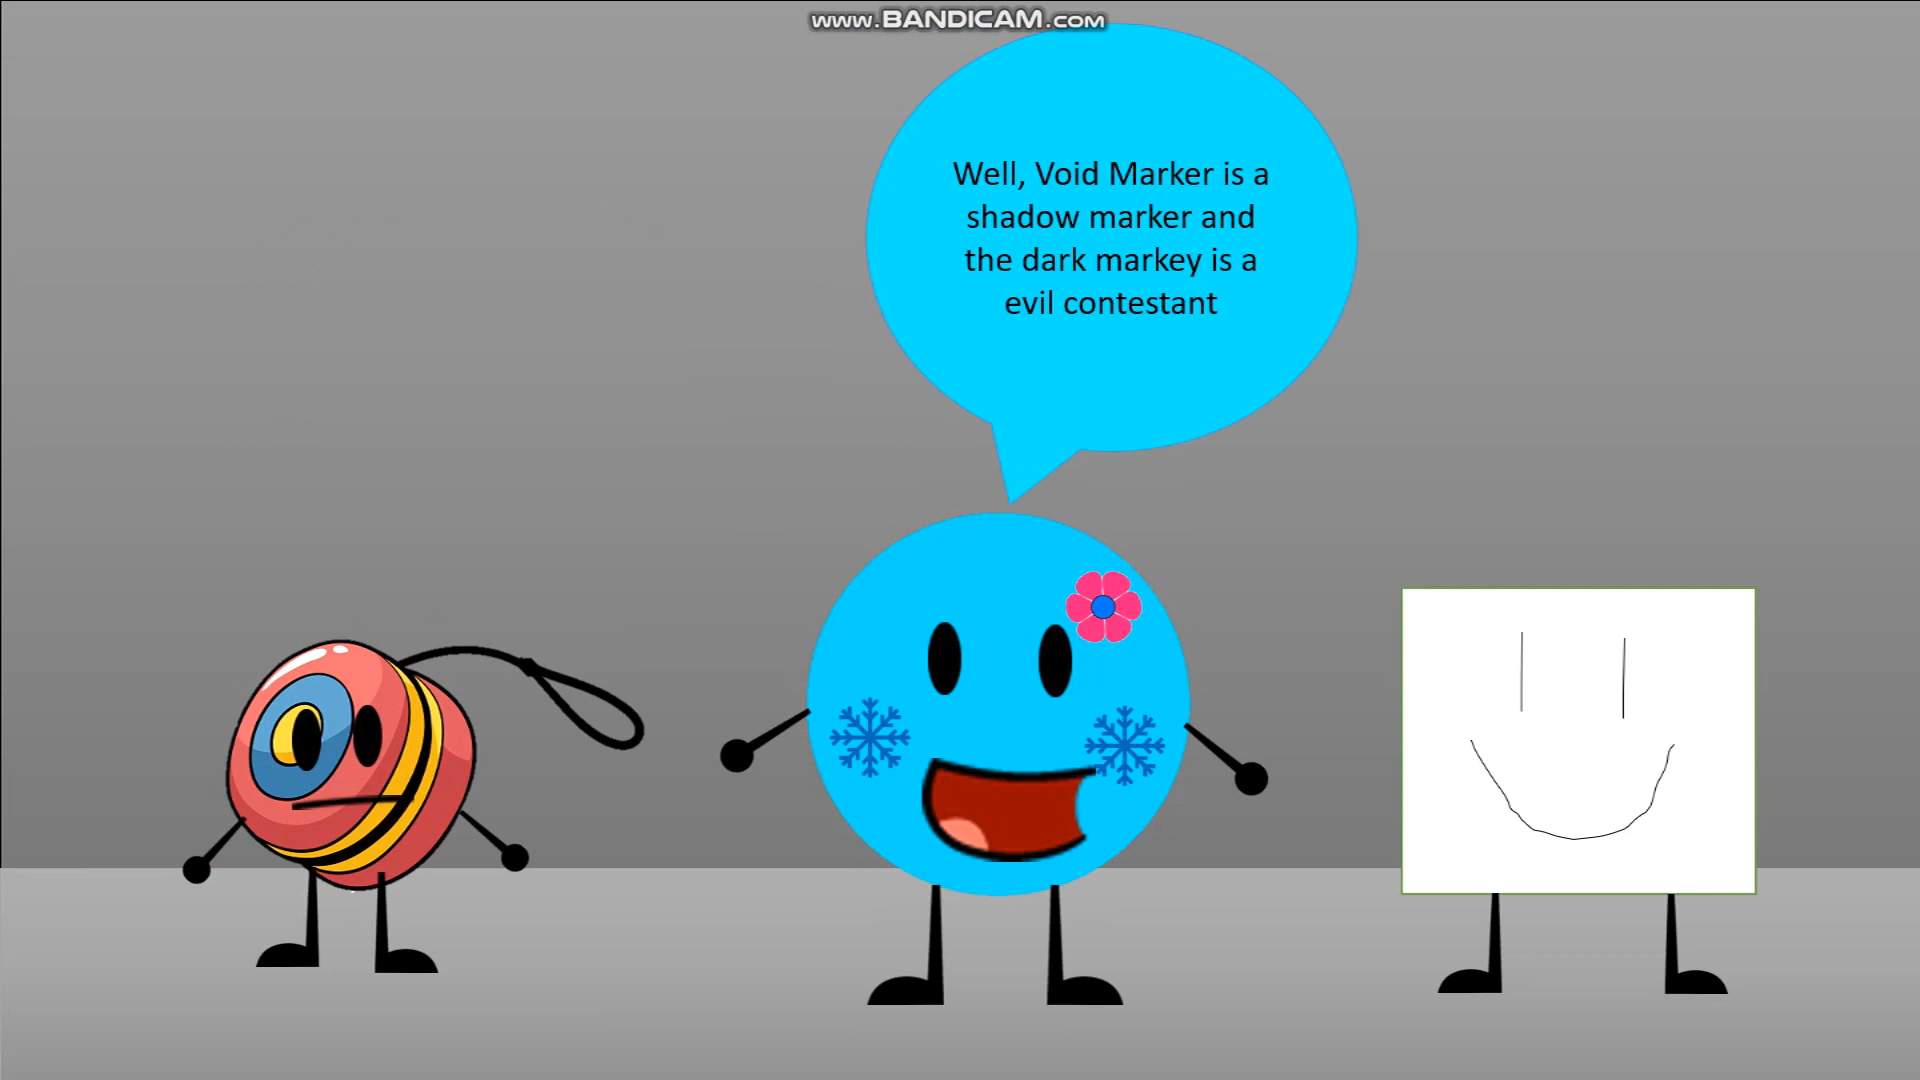 www.BANDICAM.com
Well, Void Marker is a
shadow marker and
the dark markey is a
evil contestant